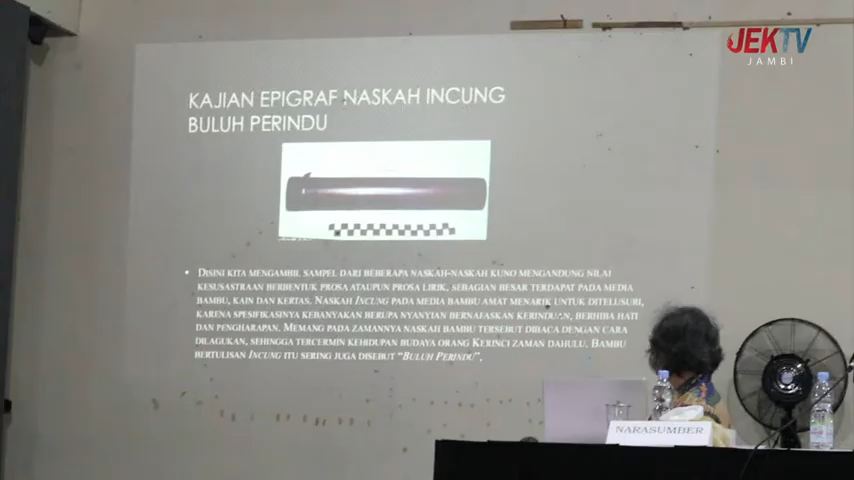 JEKTV
JAMBI
KAJIAN EPIGRAF NASKAH INCUNG
BULUH PERINDU
• DISINI KITA MENGAMBIL SAMPEL DARI BEBERAPA NASKAH-NASKAH KUNO MENGANDUNG NILAI
KESUSASTRAAN BERBENTUK PROSA ATAUPUN PROSA LIRIK, SEBAGIAN BESAR TERDAPAT PADA MEDIA
BAMBU, KAIN DAN KERTAS. NASKAH INCUNG PADA MEDIA BAMBU AMAT MENARIK UNTUK DITELUSURI,
KARENA SPESIFIKASINYA KEBANYAKAN BERUPA NYANYIAN BERNAFASKAN KERINDUAN, BERHIBA HATI
DAN PENGHARAPAN. MEMANG PADA ZAMANNYA NASKAH BAMBU TERSEBUT DIBACA DENGAN CARA
DILAGUKAN, SEHINGGA TERCERMIN KEHIDUPAN BUDAYA ORANG KERINCI ZAMAN DAHULU. BAMBU
BERTULISAN INCUNG ITU SERING JUGA DISEBUT "BULUH PERINDU".
NARASUMBER